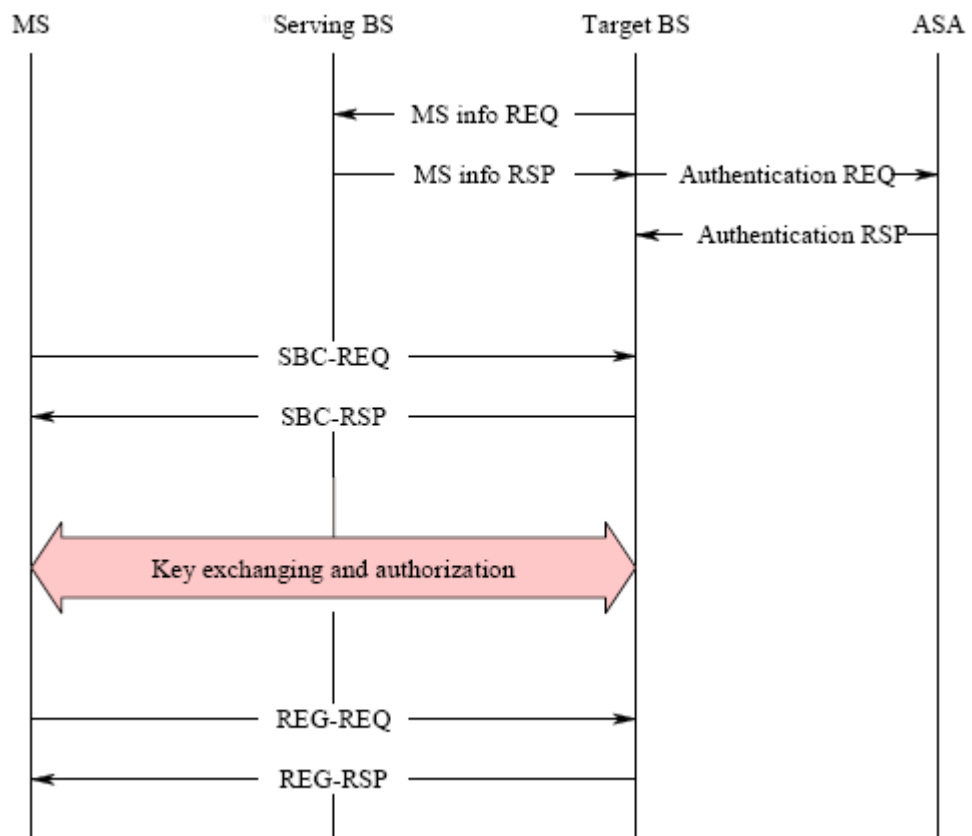 MS Serving BS Target BS ASA
MS info REQ
MS info RSP Authentication REQ
Authentication RSP
SBC-REQ
SBC-RSP
Key exchanging and authorization
REG-REQ
REG-RSP